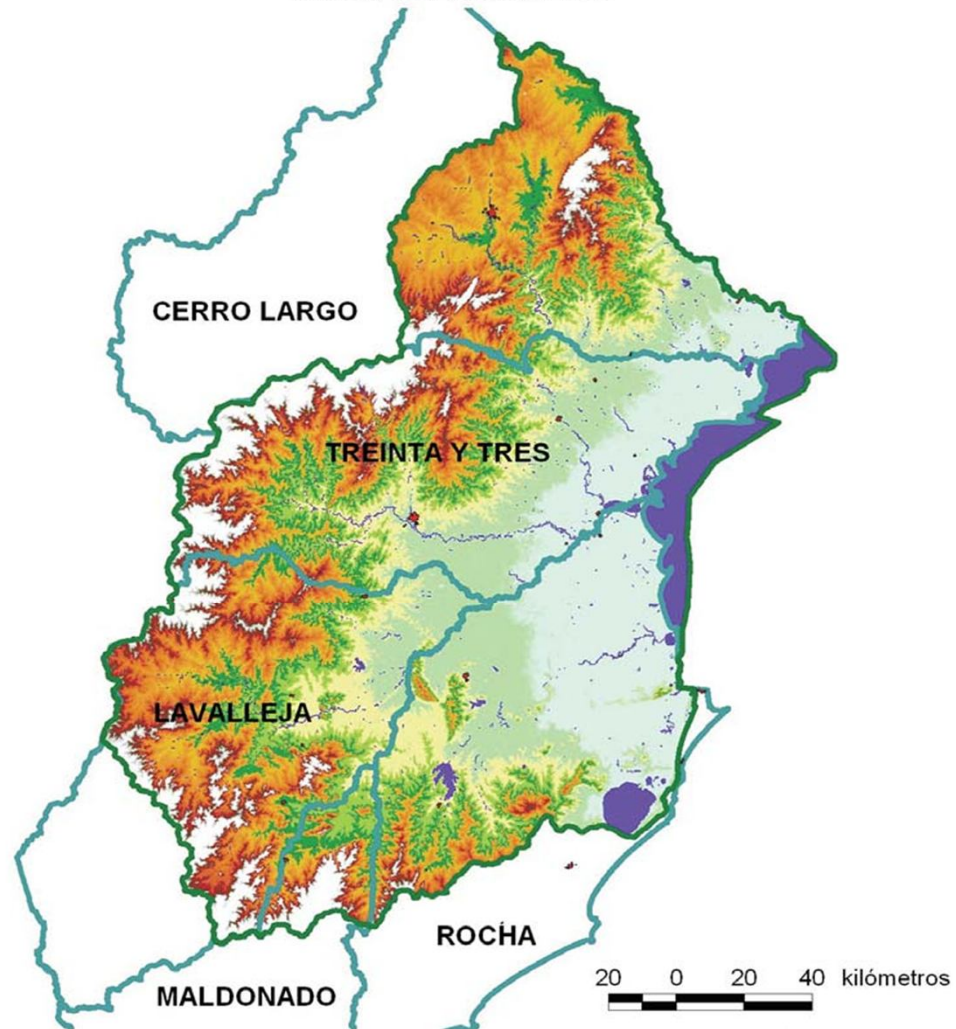 CERRO LARGO
TREINTA Y TRES
LAVALLEJA
ROCHA
MALDONADO
20 0 20 40 kilómetros